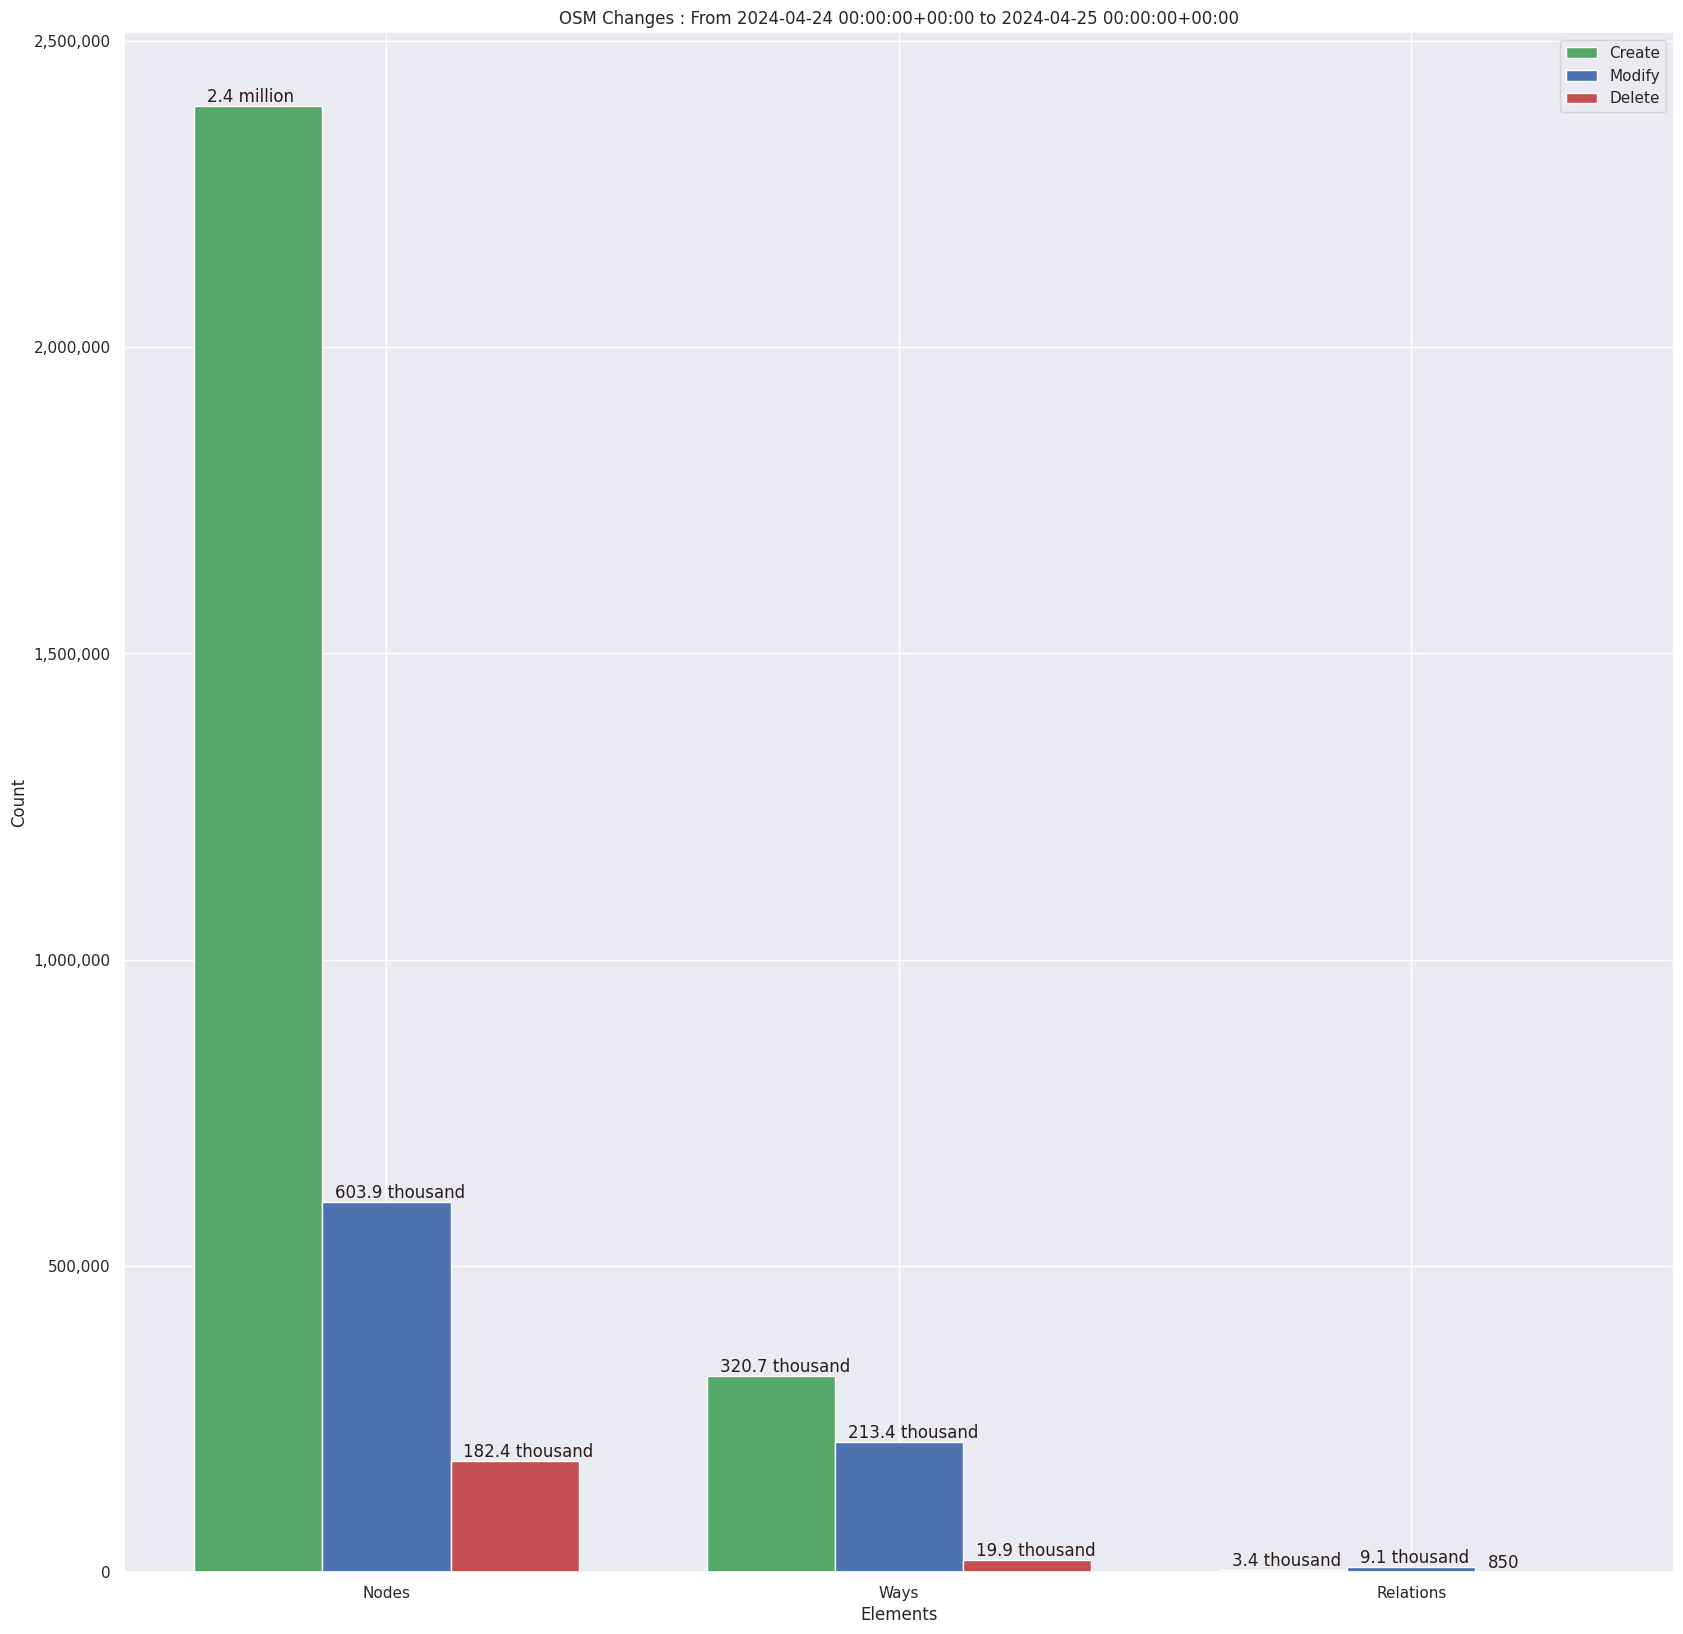 OSM Changes : From 2024-04-24 00:00:00+00:00 to 2024-04-25 00:00:00+00:00
2,500,000
2,000,000
1,500,000
1,000,000
500,000
0
Count
Create
Modify
Delete
2.4 million
603.9 thousand
182.4 thousand
320.7 thousand
213.4 thousand
19.9 thousand
3.4 thousand
9.1 thousand
850
Nodes
Ways
Relations
Elements